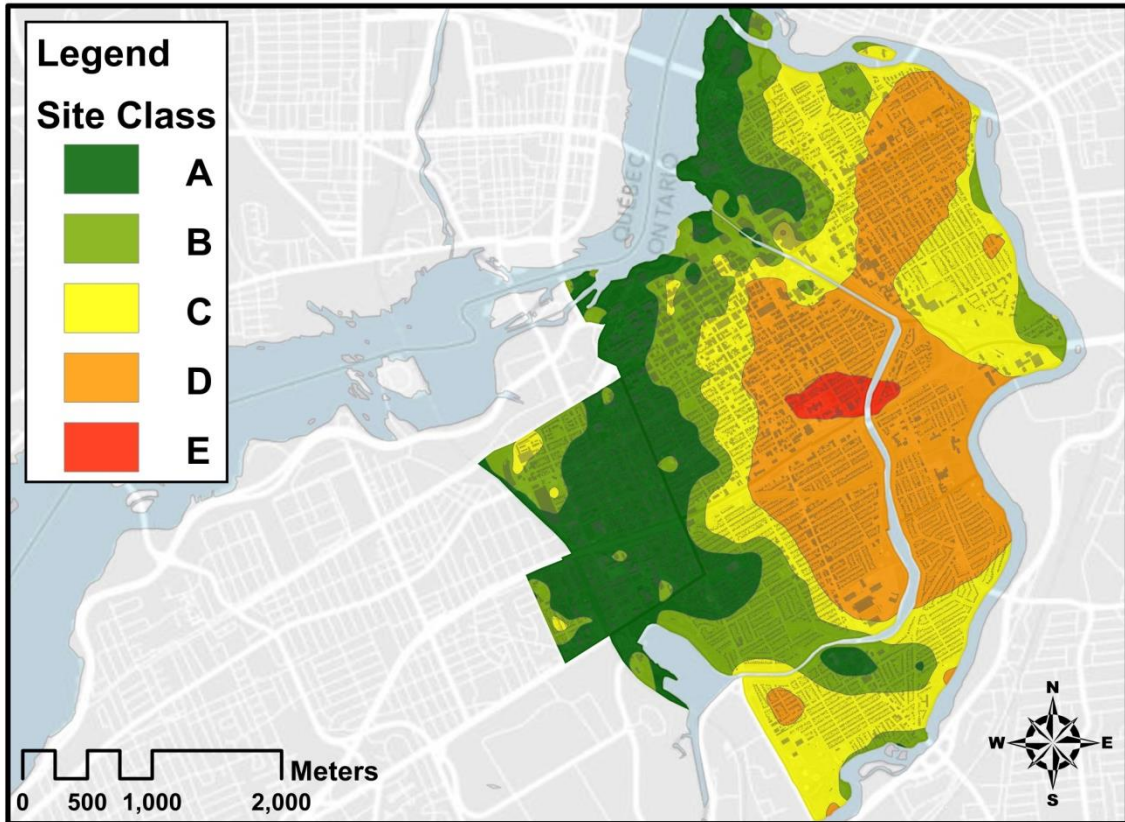 Legend
Site Class
A
B
C
D
E
QUÉBEC
ONTARIO
Meters
0 500 1,000 2,000
N
W E
S